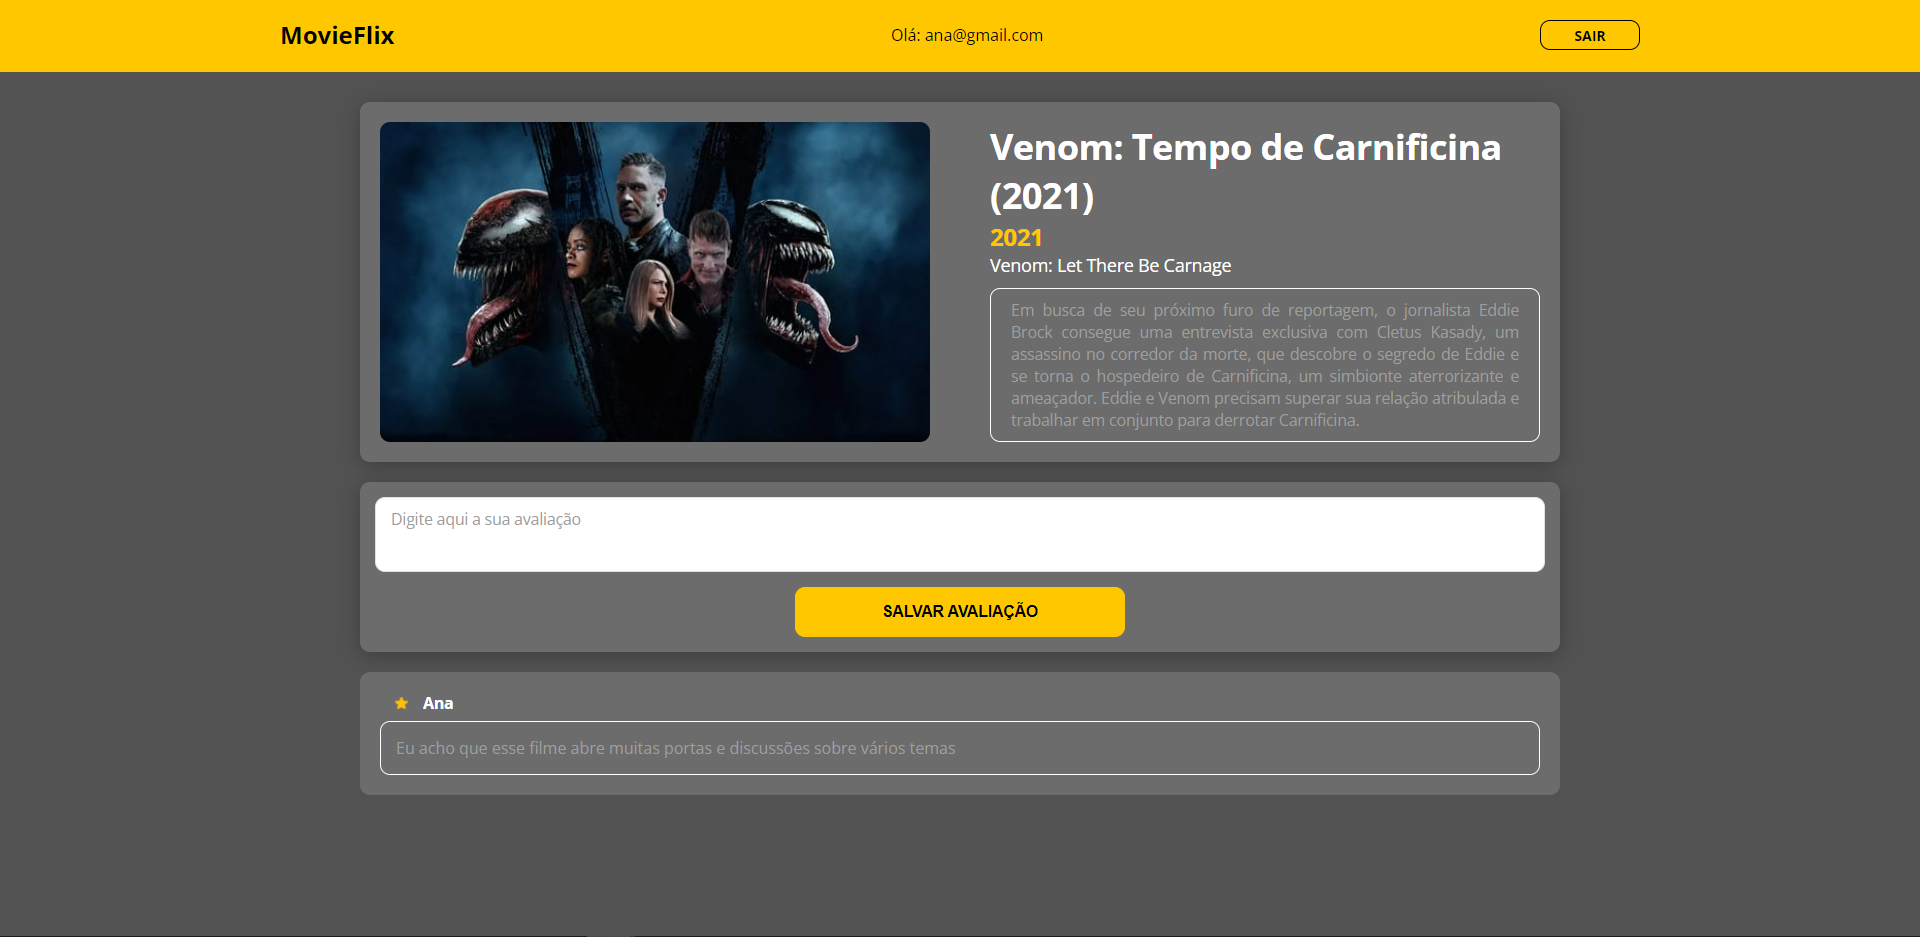 MovieFlix
Olá: ana@gmail.com
SAIR
Venom: Tempo de Carnificina
(2021)
2021
Venom: Let There Be Carnage
Em busca de seu próximo furo de reportagem, o jornalista Eddie
Brock consegue uma entrevista exclusiva com Cletus Kasady, um
assassino no corredor da morte, que descobre o segredo de Eddie e
se torna o hospedeiro de Carnificina, um simbionte aterrorizante e
ameaçador. Eddie e Venom precisam superar sua relação atribulada e
trabalhar em conjunto para derrotar Carnificina.
Digite aqui a sua avaliação
SALVAR AVALIAÇÃO
Ana
Eu acho que esse filme abre muitas portas e discussões sobre vários temas